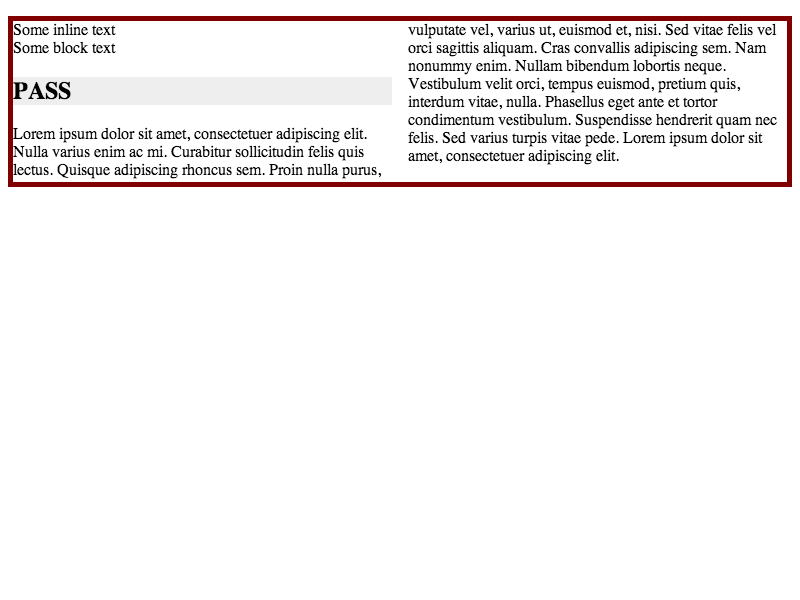 Some inline text
Some block text
PASS
Lorem ipsum dolor sit amet, consectetuer adipiscing elit.
Nulla varius enim ac mi. Curabitur sollicitudin felis quis
lectus. Quisque adipiscing rhoncus sem. Proin nulla purus,
vulputate vel, varius ut, euismod et, nisi. Sed vitae felis vel
orci sagittis aliquam. Cras convallis adipiscing sem. Nam
nonummy enim. Nullam bibendum lobortis neque.
Vestibulum velit orci, tempus euismod, pretium quis,
interdum vitae, nulla. Phasellus eget ante et tortor
condimentum vestibulum. Suspendisse hendrerit quam nec
felis. Sed varius turpis vitae pede. Lorem ipsum dolor sit
amet, consectetuer adipiscing elit.